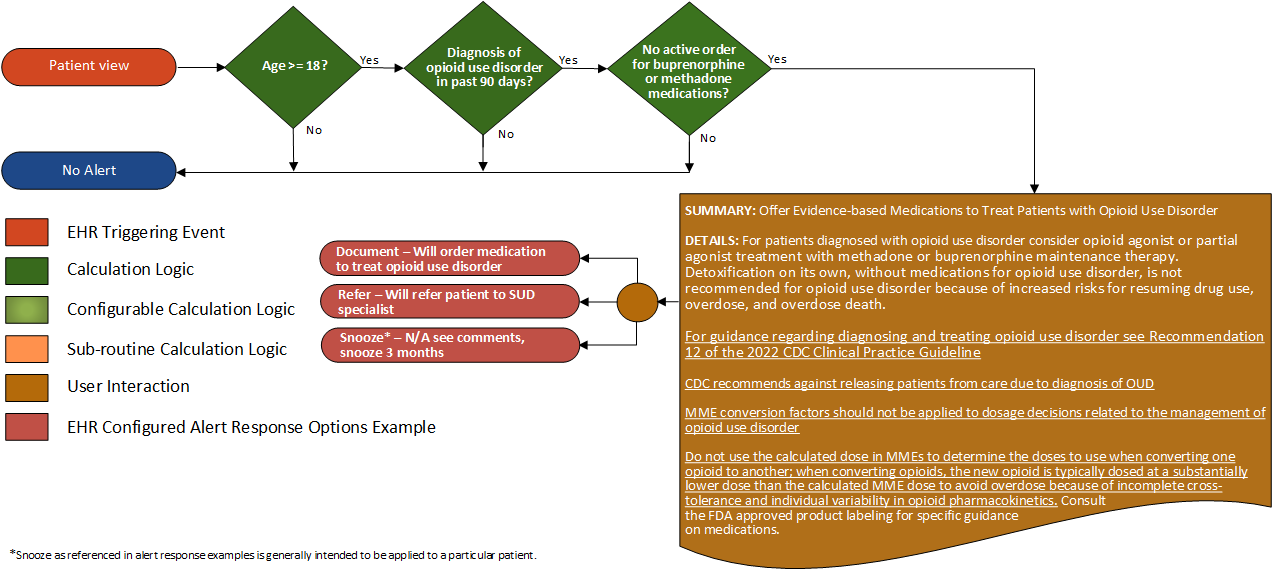 Patient view
Age >= 18?
Yes
Diagnosis of
opioid use disorder
in past 90 days?
Yes
No active order
for buprenorphine
or methadone
medications?
Yes
No
No
No
No Alert
EHR Triggering Event
Calculation Logic
Configurable Calculation Logic
Sub-routine Calculation Logic
User Interaction
EHR Configured Alert Response Options Example
Document – Will order medication
to treat opioid use disorder
Refer – Will refer patient to SUD
specialist
Snooze* – N/A see comments,
snooze 3 months
SUMMARY: Offer Evidence-based Medications to Treat Patients with Opioid Use Disorder
DETAILS: For patients diagnosed with opioid use disorder consider opioid agonist or partial
agonist treatment with methadone or buprenorphine maintenance therapy.
Detoxification on its own, without medications for opioid use disorder, is not
recommended for opioid use disorder because of increased risks for resuming drug use,
overdose, and overdose death.
For guidance regarding diagnosing and treating opioid use disorder see Recommendation
12 of the 2022 CDC Clinical Practice Guideline
CDC recommends against releasing patients from care due to diagnosis of OUD
MME conversion factors should not be applied to dosage decisions related to the management of
opioid use disorder
Do not use the calculated dose in MMEs to determine the doses to use when converting one
opioid to another; when converting opioids, the new opioid is typically dosed at a substantially
lower dose than the calculated MME dose to avoid overdose because of incomplete cross-
tolerance and individual variability in opioid pharmacokinetics. Consult
the FDA approved product labeling for specific guidance
on medications.
*Snooze as referenced in alert response examples is generally intended to be applied to a particular patient.